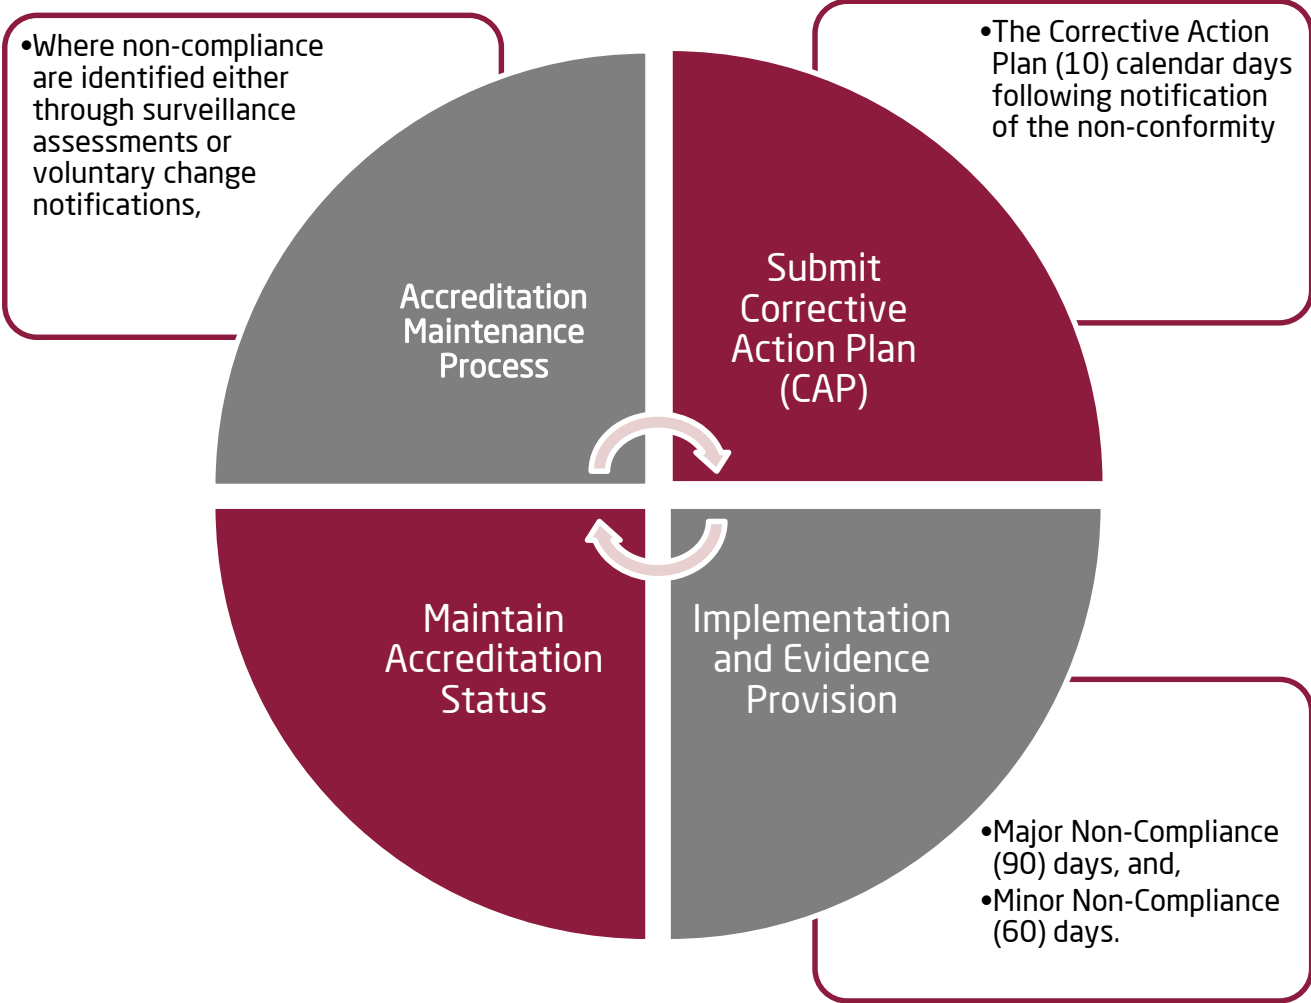 •Where non-compliance
are identified either
through surveillance
assessments or
voluntary change
notifications,
•The Corrective Action
Plan (10) calendar days
following notification
of the non-conformity
Accreditation
Maintenance
Process
Submit
Corrective
Action Plan
(CAP)
Maintain
Accreditation
Status
Implementation
and Evidence
Provision
•Major Non-Compliance
(90) days, and,
•Minor Non-Compliance
(60) days.